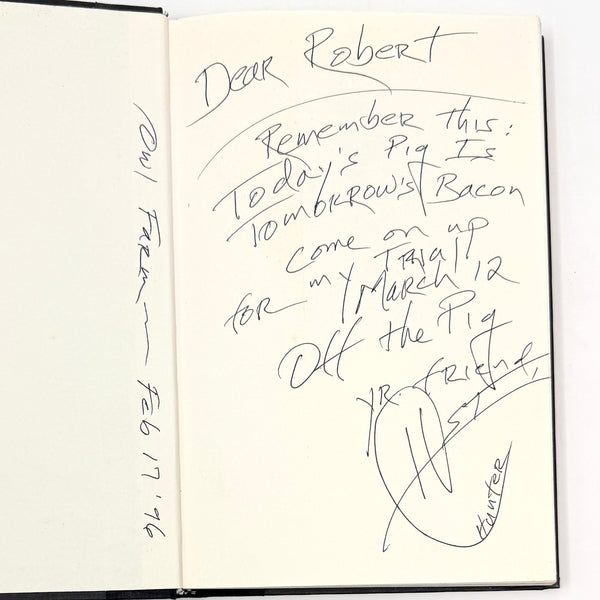 Owl Farm — Feb 17 '96
Dear Robert
Remember this:
Today's Pig Is
Tomorrow's Bacon
Come on up
for my Trial!
March 12
Off the Pig
yr. friend,
HST
Hunter